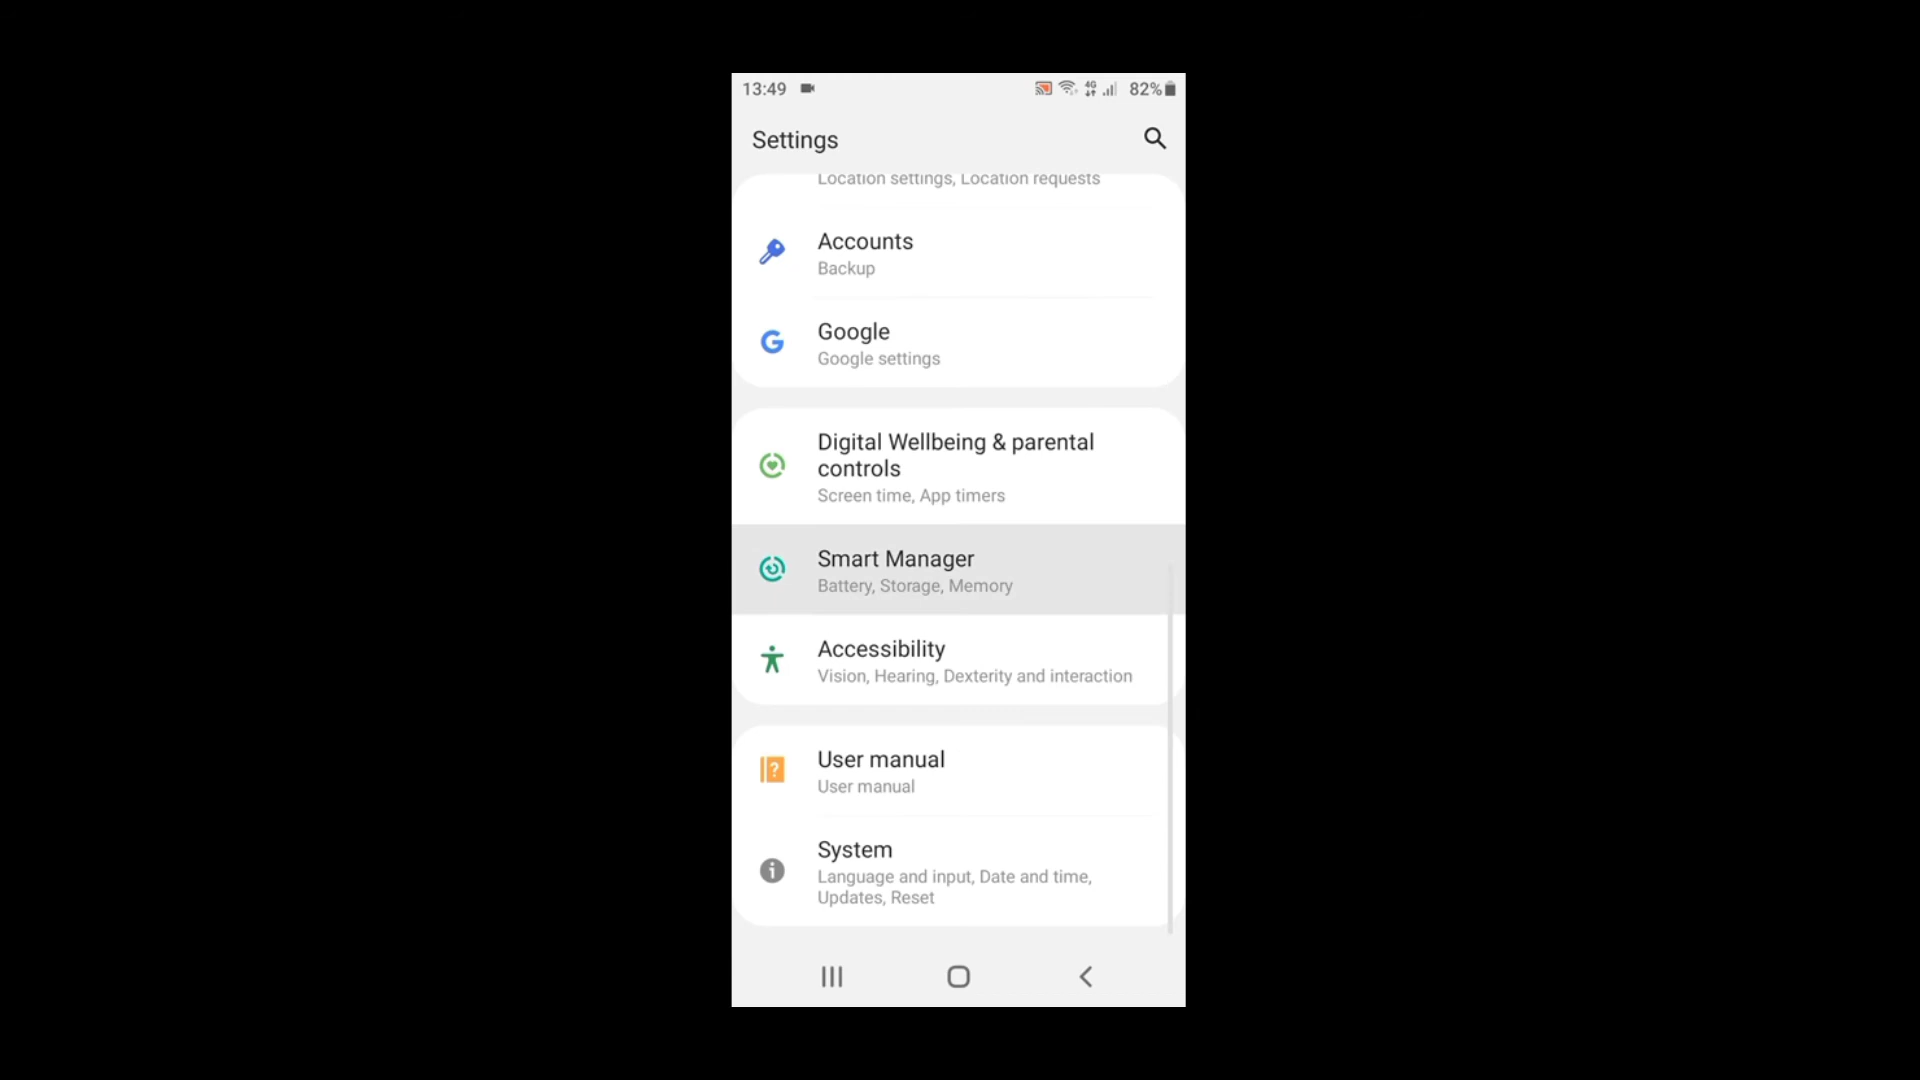 13:49
4G
82%
Settings
Location settings, Location requests
Accounts
Backup
Google
Google settings
Digital Wellbeing & parental
controls
Screen time, App timers
Smart Manager
Battery, Storage, Memory
Accessibility
Vision, Hearing, Dexterity and interaction
User manual
User manual
System
Language and input, Date and time,
Updates, Reset